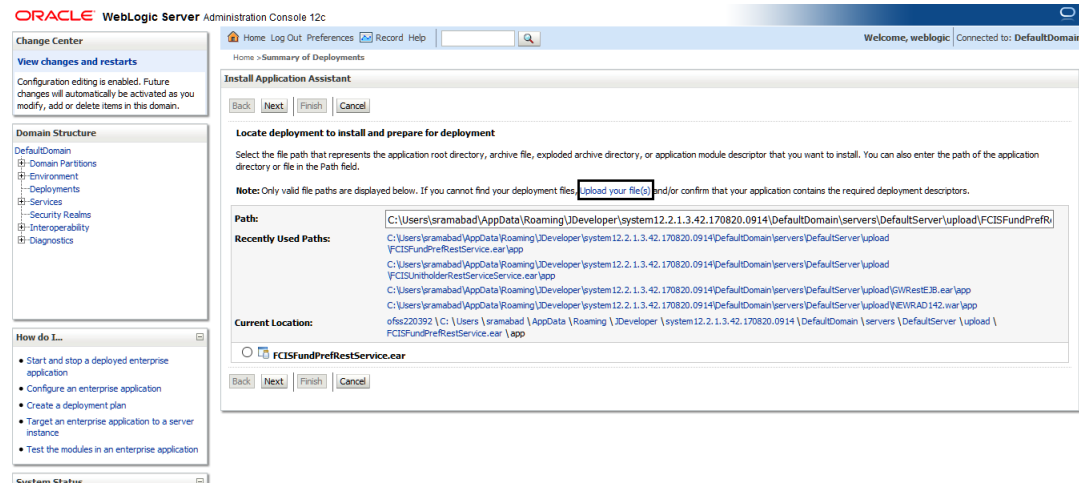 ORACLE WebLogic Server Administration Console 12c
Change Center
View changes and restarts
Configuration editing is enabled. Future
changes will automatically be activated as you
modify, add or delete items in this domain.
Domain Structure
DefaultDomain
Domain Partitions
Environment
Deployments
Services
Security Realms
Interoperability
Diagnostics
How do I...
Start and stop a deployed enterprise
application
Configure an enterprise application
Create a deployment plan
Target an enterprise application to a server
instance
Test the modules in an enterprise application
System Status
Home Log Out Preferences Record Help
Welcome, weblogic Connected to: DefaultDomain
Home >Summary of Deployments
Install Application Assistant
Back Next Finish Cancel
Locate deployment to install and prepare for deployment
Select the file path that represents the application root directory, archive file, exploded archive directory, or application module descriptor that you want to install. You can also enter the path of the application
directory or file in the Path field.
Note: Only valid file paths are displayed below. If you cannot find your deployment files, Upload your file(s) and/or confirm that your application contains the required deployment descriptors.
Path: C:\Users\sramabad\AppData\Roaming\JDeveloper\system12.2.1.3.42.170820.0914\DefaultDomain\servers\DefaultServer\upload\FCISFundPrefR
Recently Used Paths: C:\Users\sramabad\AppData\Roaming\JDeveloper\system12.2.1.3.42.170820.0914\DefaultDomain\servers\DefaultServer\upload
\FCISFundPrefRestService.ear\app
C:\Users\sramabad\AppData\Roaming\JDeveloper\system12.2.1.3.42.170820.0914\DefaultDomain\servers\DefaultServer\upload
\FCISUnitholderRestServiceService.ear\app
C:\Users\sramabad\AppData\Roaming\JDeveloper\system12.2.1.3.42.170820.0914\DefaultDomain\servers\DefaultServer\upload\GWRestEJB.ear\app
C:\Users\sramabad\AppData\Roaming\JDeveloper\system12.2.1.3.42.170820.0914\DefaultDomain\servers\DefaultServer\upload\NEWRAD142.war\app
Current Location: ofss220392 \ C: \ Users \ sramabad \ AppData \ Roaming \ JDeveloper \ system12.2.1.3.42.170820.0914 \ DefaultDomain \ servers \ DefaultServer \ upload \
FCISFundPrefRestService.ear \ app
FCISFundPrefRestService.ear
Back Next Finish Cancel